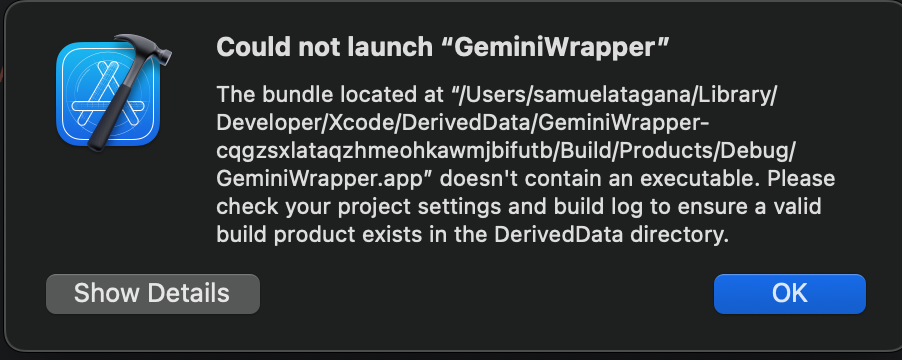 Could not launch “GeminiWrapper”
The bundle located at “/Users/samuelatagana/Library/
Developer/Xcode/DerivedData/GeminiWrapper-
cqgzsxlataqzhmeohkawmjbifutb/Build/Products/Debug/
GeminiWrapper.app” doesn't contain an executable. Please
check your project settings and build log to ensure a valid
build product exists in the DerivedData directory.
Show Details
OK